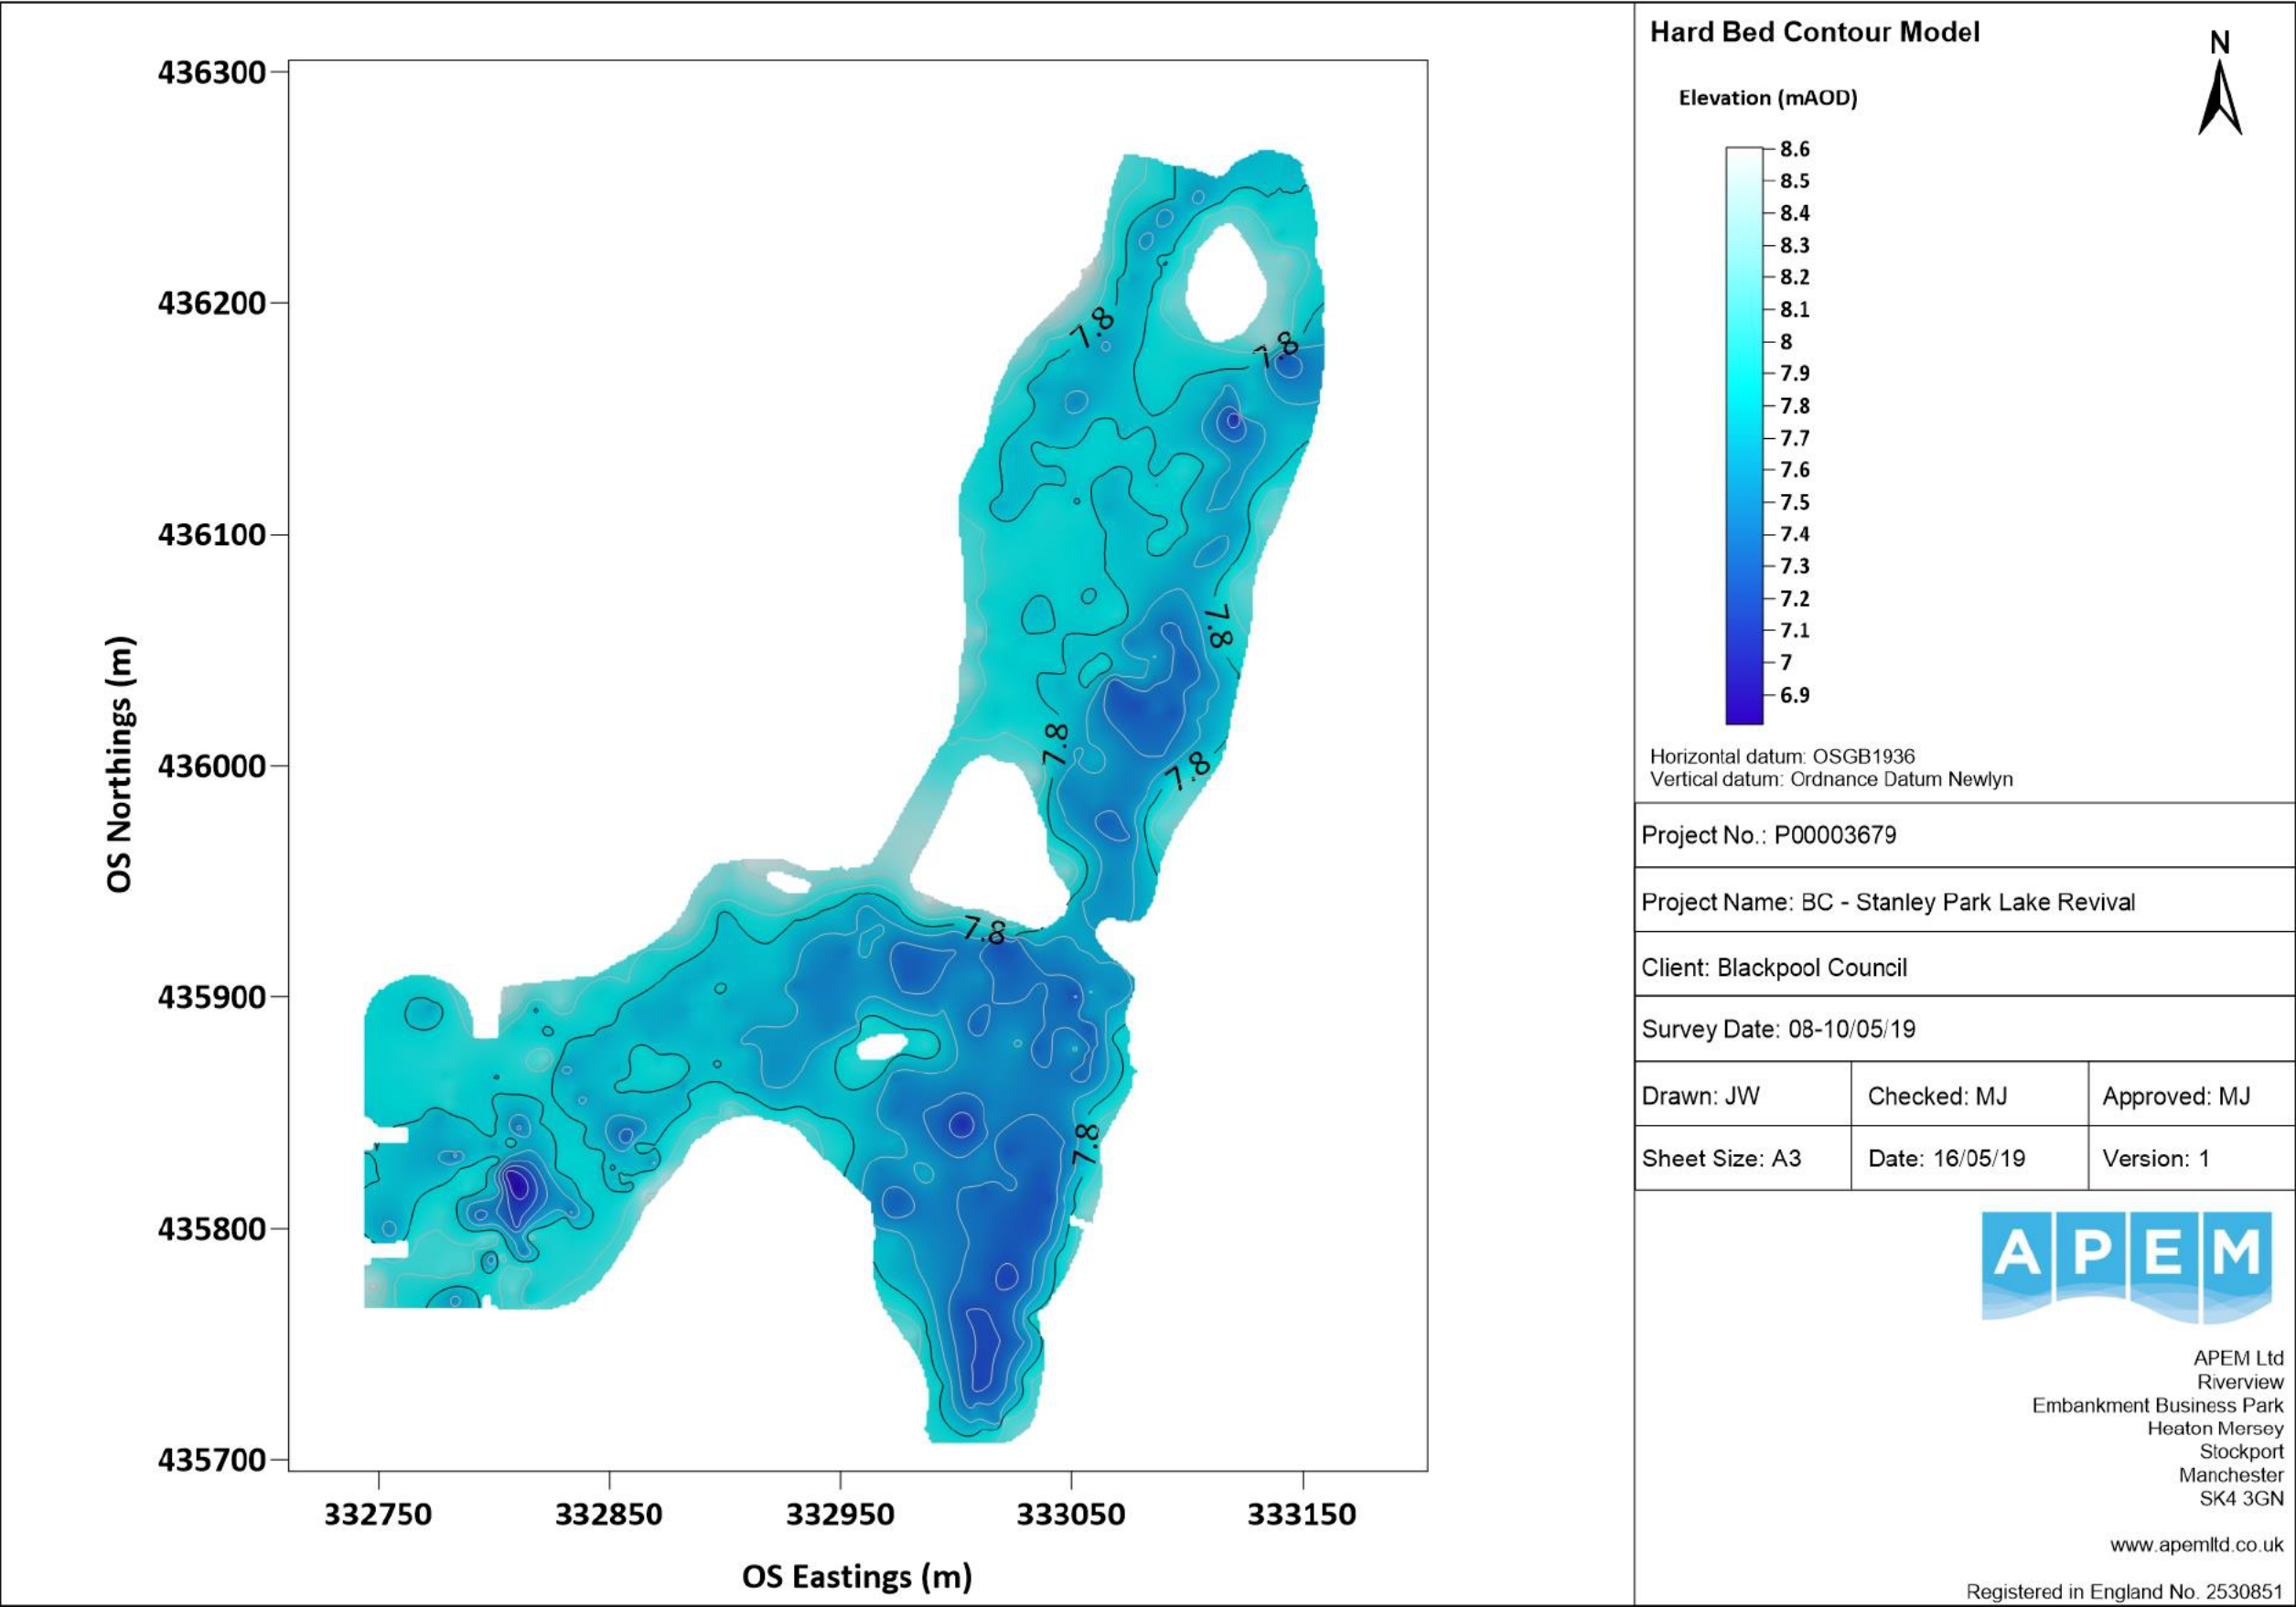 Hard Bed Contour Model
N
Elevation (mAOD)
8.6
8.5
8.4
8.3
8.2
8.1
8
7.9
7.8
7.7
7.6
7.5
7.4
7.3
7.2
7.1
7
6.9
Horizontal datum: OSGB1936
Vertical datum: Ordnance Datum Newlyn
Project No.: P00003679
Project Name: BC - Stanley Park Lake Revival
Client: Blackpool Council
Survey Date: 08-10/05/19
Drawn: JW
Checked: MJ
Approved: MJ
Sheet Size: A3
Date: 16/05/19
Version: 1
APEM
APEM Ltd
Riverview
Embankment Business Park
Heaton Mersey
Stockport
Manchester
SK4 3GN
www.apemltd.co.uk
Registered in England No. 2530851
OS Northings (m)
436300
436200
436100
436000
435900
435800
435700
7.8
7.8
7.8
7.8
7.8
7.8
7.8
332750
332850
332950
333050
333150
OS Eastings (m)